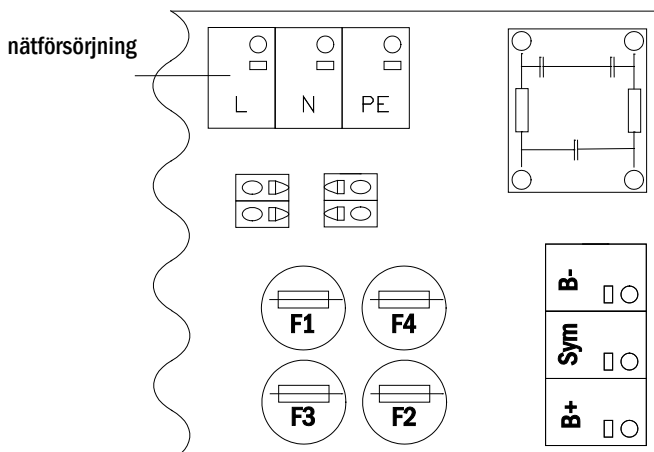 nätförsörjning
L N PE
B-
F1 F4
Sym
F3 F2
B+